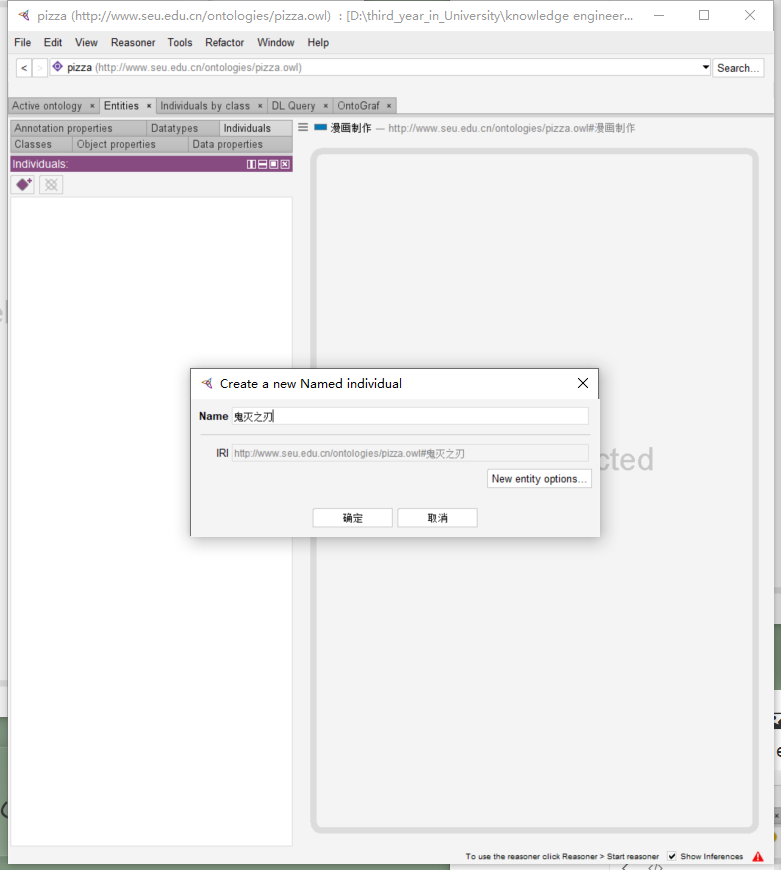 pizza (http://www.seu.edu.cn/ontologies/pizza.owl) : [D:\third_year_in_University\knowledge engineer...
File Edit View Reasoner Tools Refactor Window Help
< > pizza (http://www.seu.edu.cn/ontologies/pizza.owl) Search...
Active ontology × Entities × Individuals by class × DL Query × OntoGraf ×
Annotation properties Datatypes Individuals
Classes Object properties Data properties
Individuals:
漫画制作 — http://www.seu.edu.cn/ontologies/pizza.owl#漫画制作
Create a new Named individual
Name 鬼灭之刃
IRI http://www.seu.edu.cn/ontologies/pizza.owl#鬼灭之刃
New entity options...
确定 取消
cted
To use the reasoner click Reasoner > Start reasoner Show Inferences